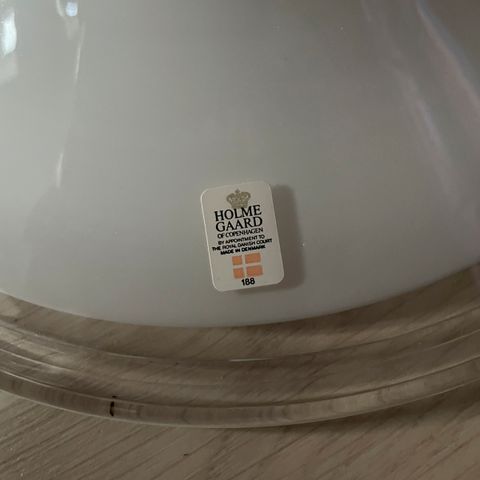 HOLME
GAARD
OF COPENHAGEN
BY APPOINTMENT TO
THE ROYAL DANISH COURT
MADE IN DENMARK
188